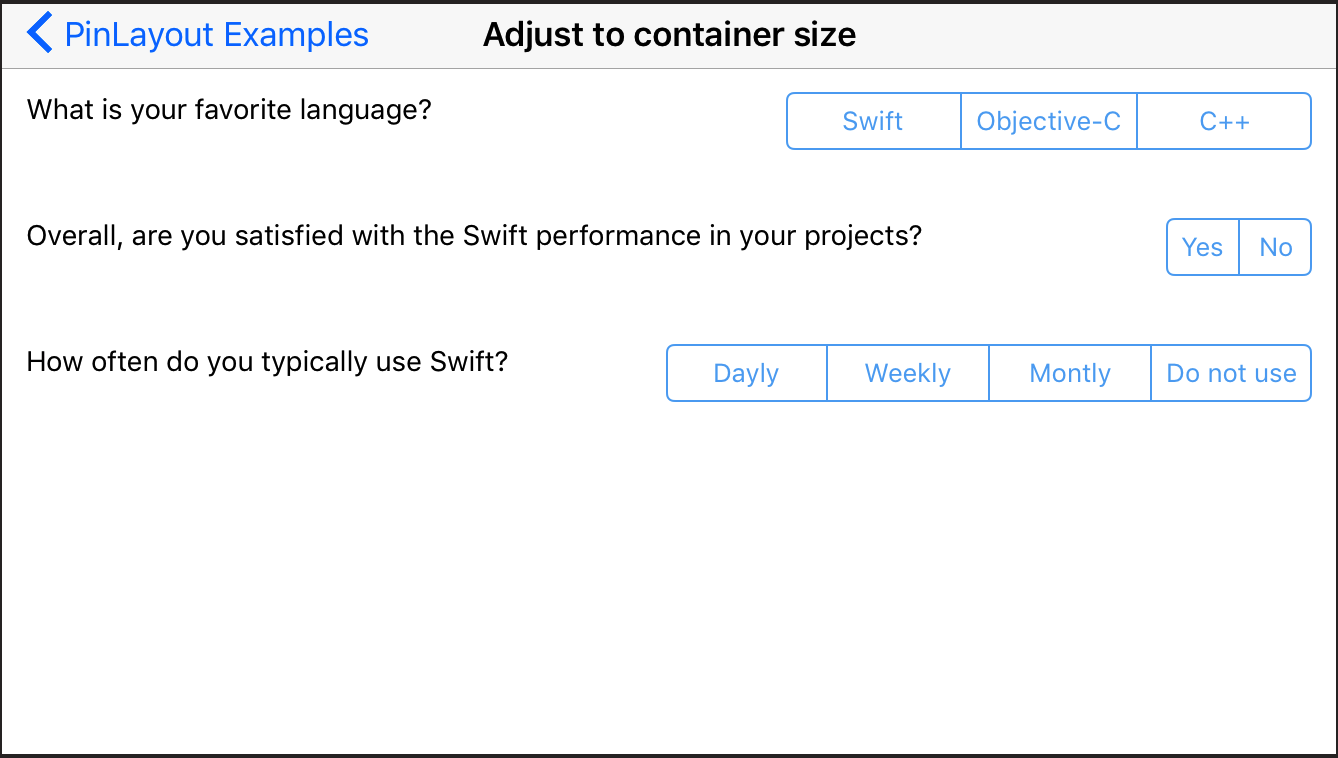 PinLayout Examples Adjust to container size
What is your favorite language? Swift Objective-C C++
Overall, are you satisfied with the Swift performance in your projects? Yes No
How often do you typically use Swift? Dayly Weekly Montly Do not use